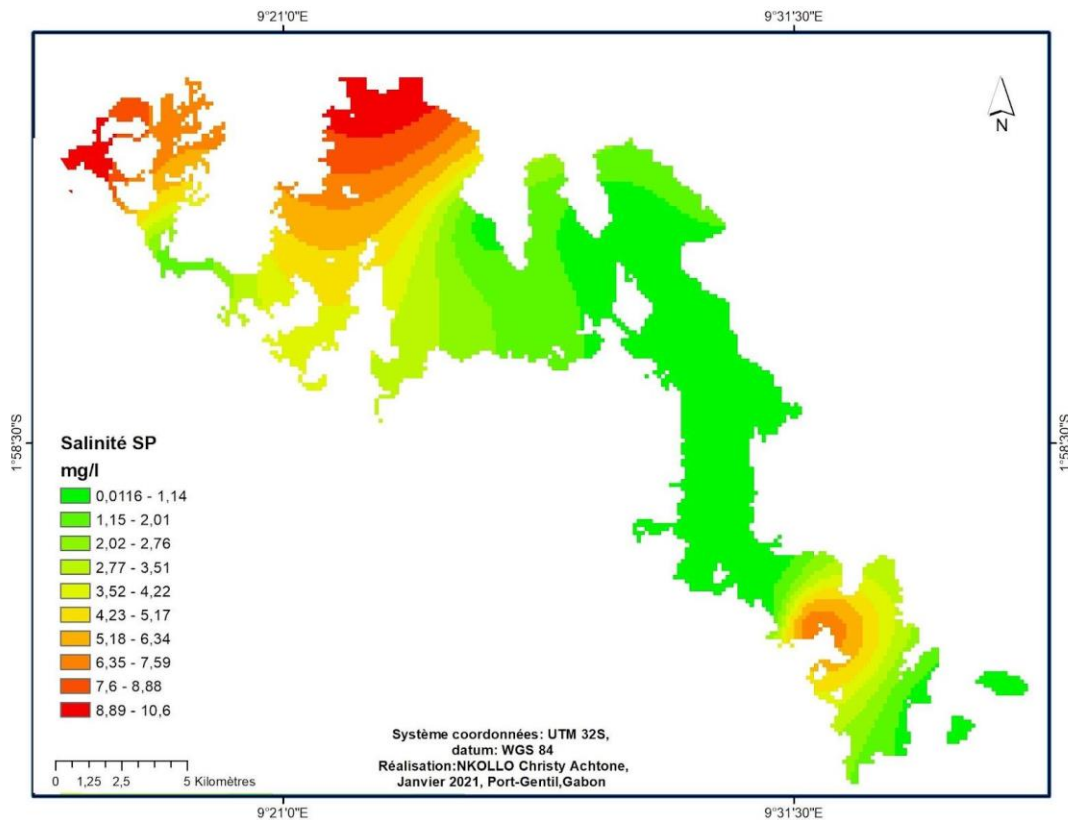 9°21'0"E
9°31'30"E
N
1°58'30"S
1°58'30"S
Salinité SP
mg/l
0,0116 - 1,14
1,15 - 2,01
2,02 - 2,76
2,77 - 3,51
3,52 - 4,22
4,23 - 5,17
5,18 - 6,34
6,35 - 7,59
7,6 - 8,88
8,89 - 10,6
0 1,25 2,5 5 Kilomètres
Système coordonnées: UTM 32S,
datum: WGS 84
Réalisation:NKOLLO Christy Achtone,
Janvier 2021, Port-Gentil,Gabon
9°21'0"E
9°31'30"E